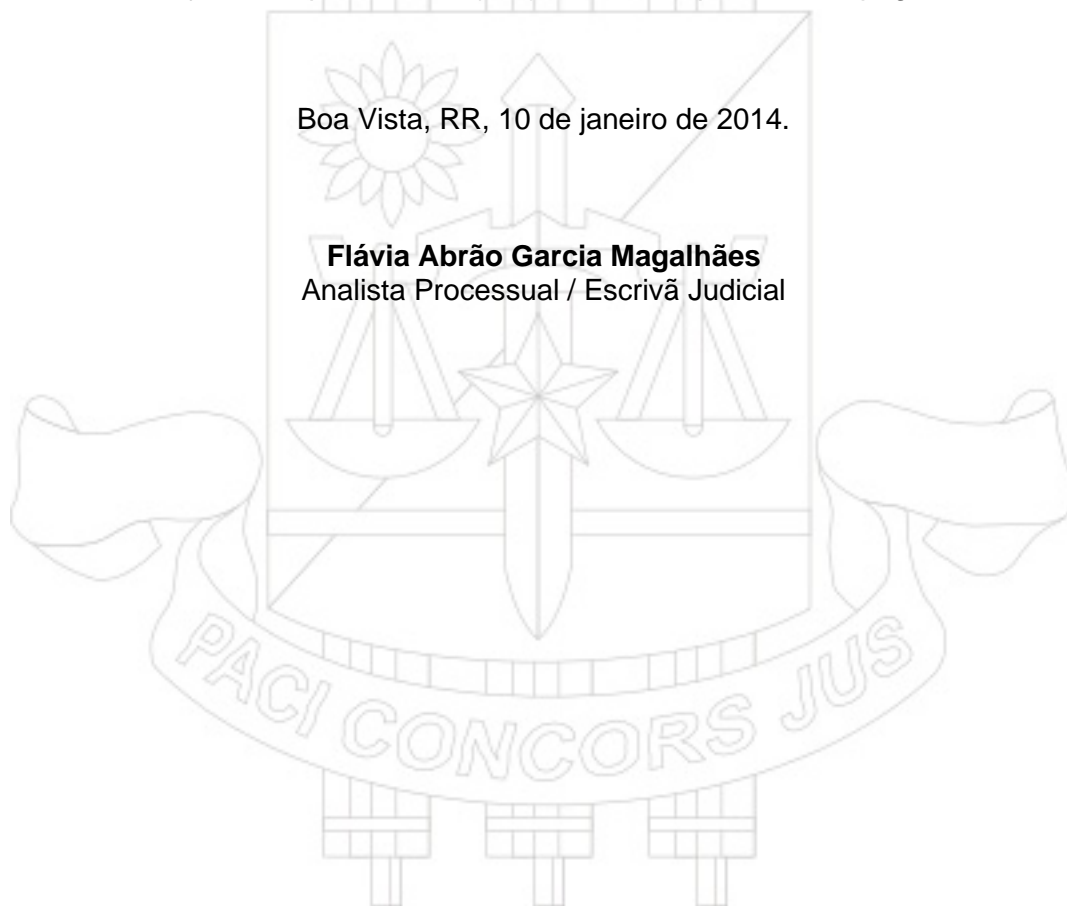 Boa Vista, RR, 10 de janeiro de 2014.
Flávia Abrão Garcia Magalhães
Analista Processual / Escrivã Judicial
PACI CONCORS JUS